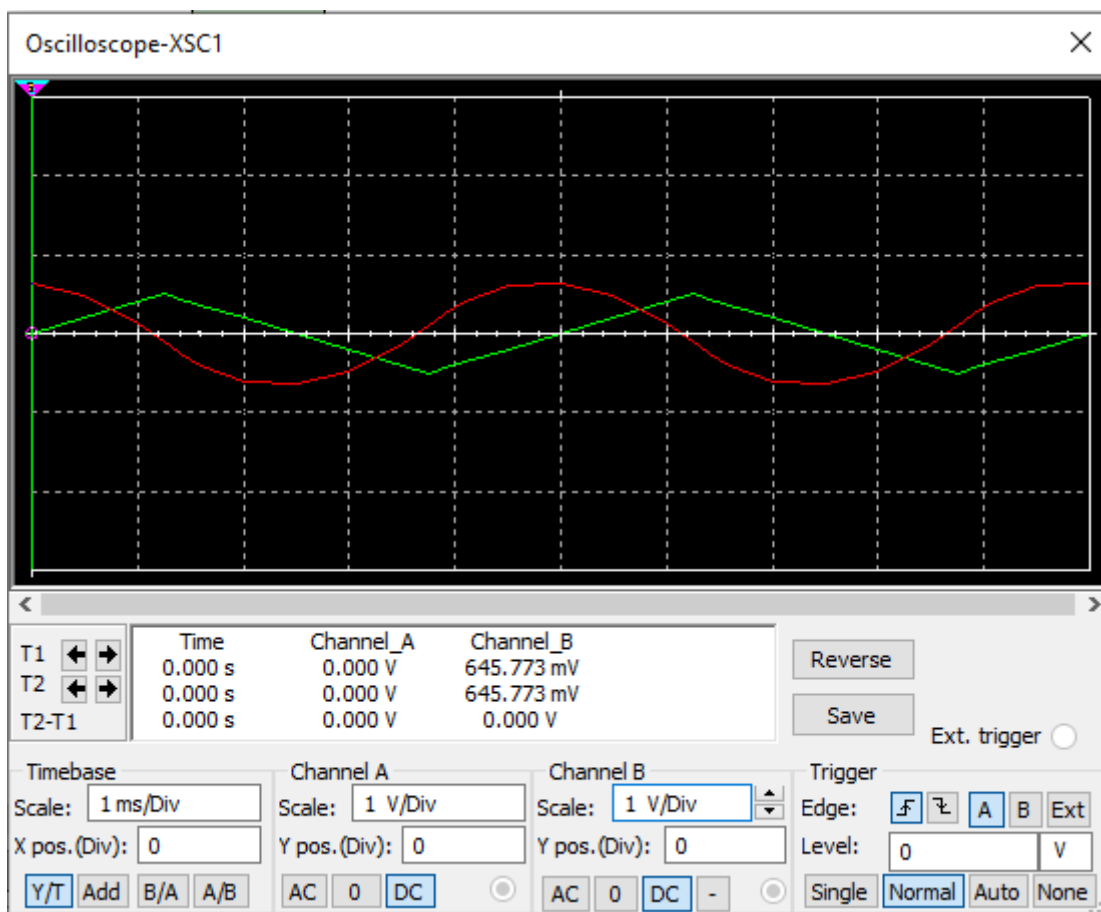 Oscilloscope-XSC1
Time Channel_A Channel_B
T1 0.000 s 0.000 V 645.773 mV
T2 0.000 s 0.000 V 645.773 mV
T2-T1 0.000 s 0.000 V 0.000 V
Reverse
Save
Ext. trigger
Timebase
Scale: 1 ms/Div
X pos.(Div): 0
Y/T Add B/A A/B
Channel A
Scale: 1 V/Div
Y pos.(Div): 0
AC 0 DC
Channel B
Scale: 1 V/Div
Y pos.(Div): 0
AC 0 DC -
Trigger
Edge: A B Ext
Level: 0 V
Single Normal Auto None